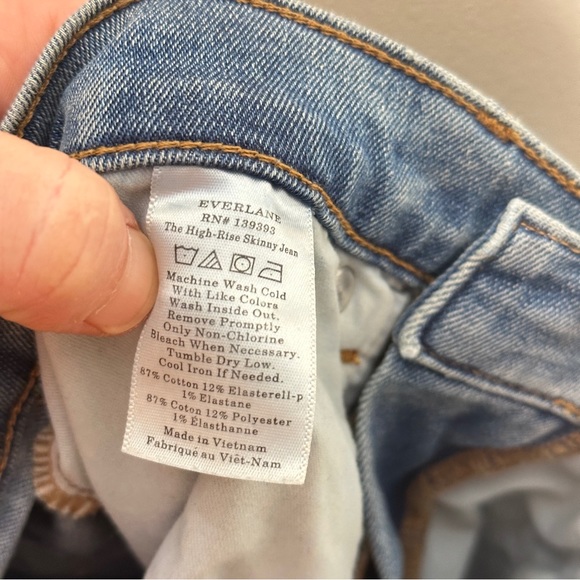 EVERLANE
RN# 139393
The High-Rise Skinny Jean
Machine Wash Cold
With Like Colors
Wash Inside Out.
Remove Promptly
Only Non-Chlorine
Bleach When Necessary.
Tumble Dry Low.
Cool Iron If Needed.
87% Cotton 12% Elasterell-p
1% Elastane
87% Coton 12% Polyester
1% Élasthanne
Made in Vietnam
Fabriqué au Viêt-Nam